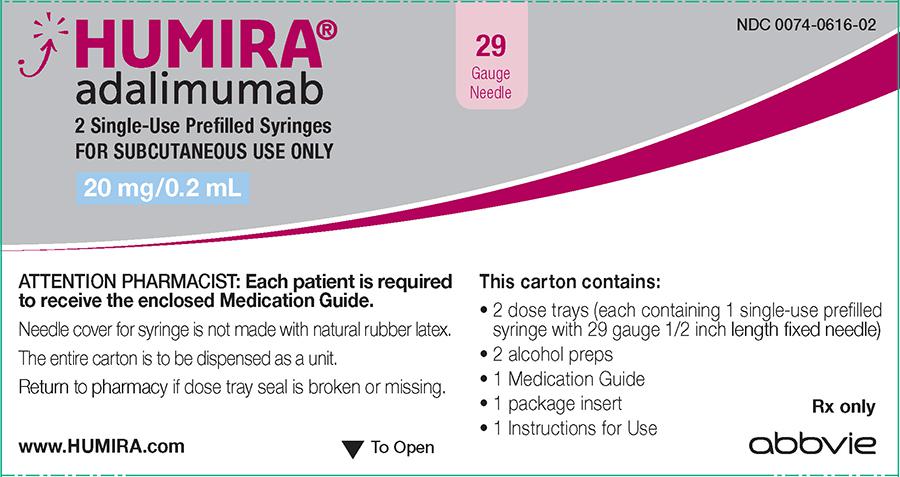 HUMIRA®
adalimumab
2 Single-Use Prefilled Syringes
FOR SUBCUTANEOUS USE ONLY
20 mg/0.2 mL
29
Gauge
Needle
NDC 0074-0616-02
ATTENTION PHARMACIST: Each patient is required
to receive the enclosed Medication Guide.
Needle cover for syringe is not made with natural rubber latex.
The entire carton is to be dispensed as a unit.
Return to pharmacy if dose tray seal is broken or missing.
www.HUMIRA.com
▼ To Open
This carton contains:
• 2 dose trays (each containing 1 single-use prefilled
syringe with 29 gauge 1/2 inch length fixed needle)
• 2 alcohol preps
• 1 Medication Guide
• 1 package insert
• 1 Instructions for Use
Rx only
abbvie